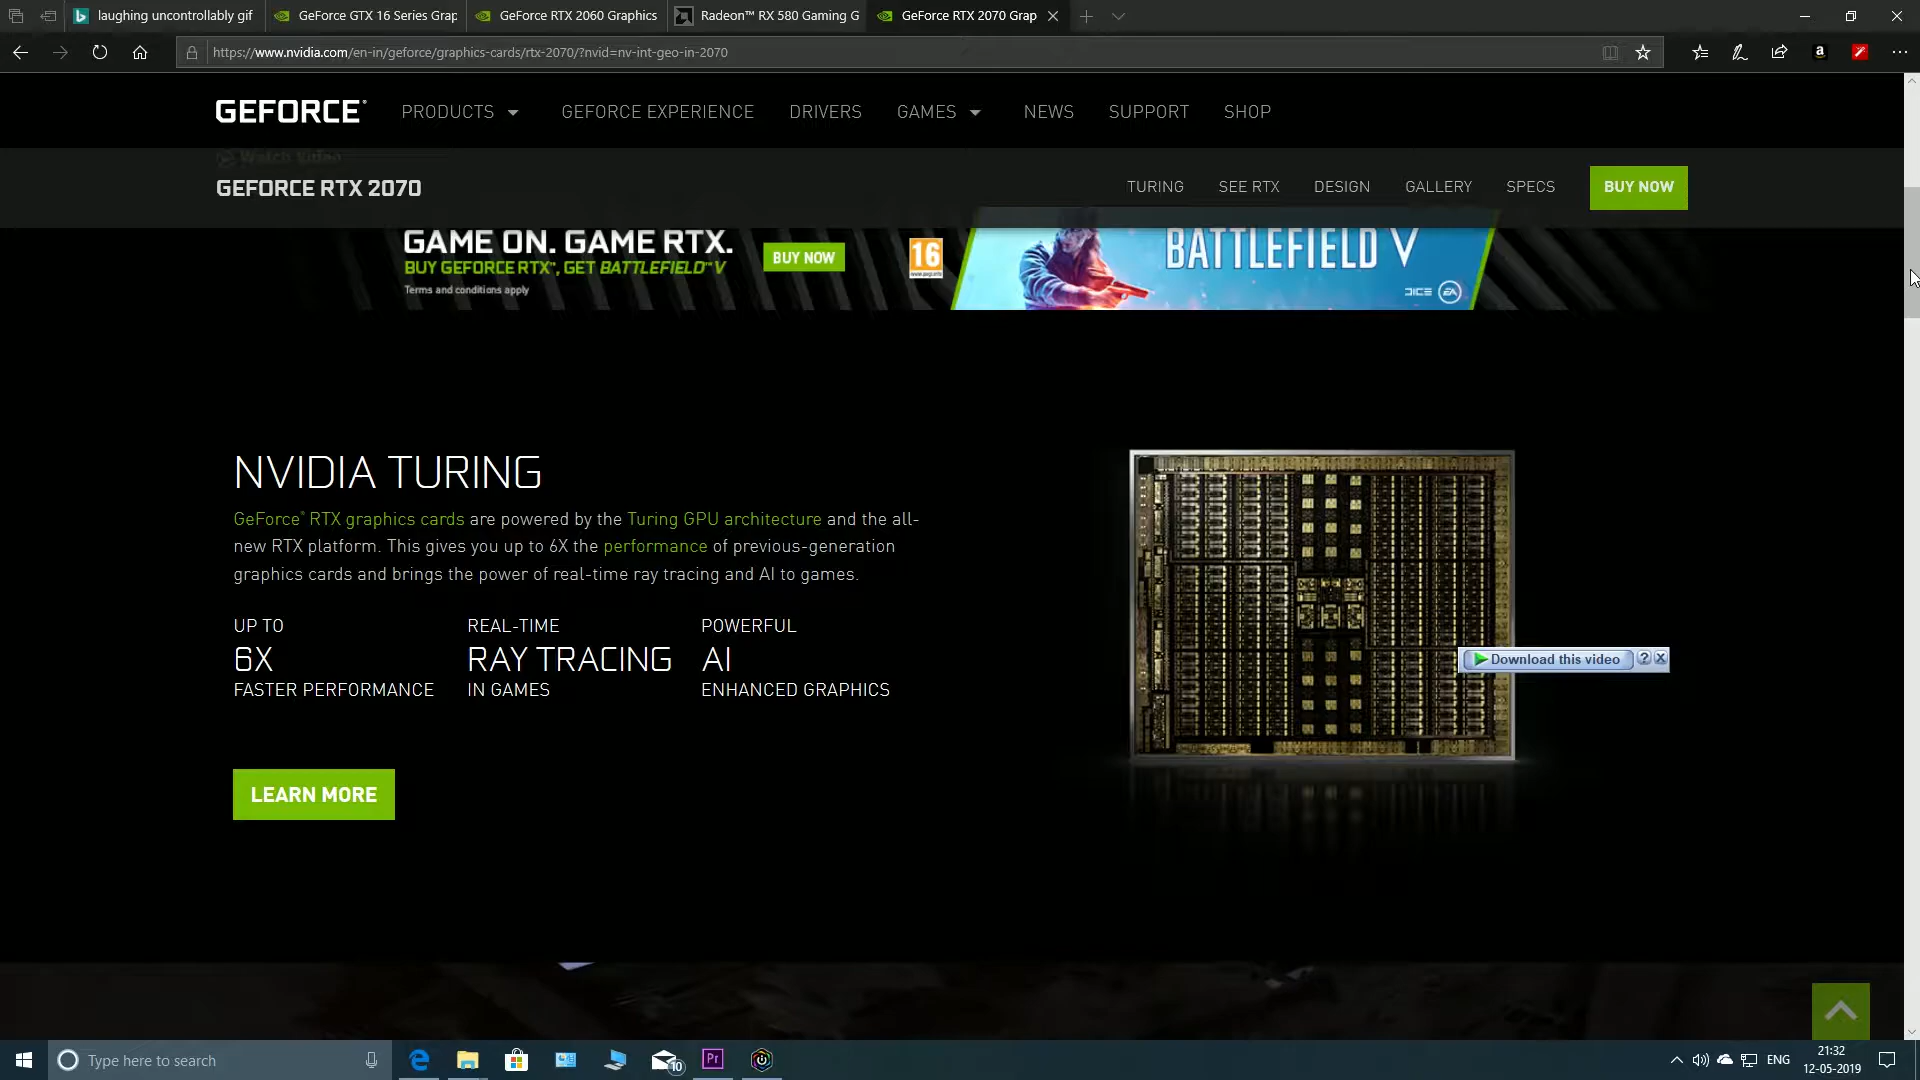 laughing uncontrollably gif
GeForce GTX 16 Series Grap
GeForce RTX 2060 Graphics
Radeon™ RX 580 Gaming G
GeForce RTX 2070 Grap
https://www.nvidia.com/en-in/geforce/graphics-cards/rtx-2070/?nvid=nv-int-geo-in-2070
GEFORCE PRODUCTS GEFORCE EXPERIENCE DRIVERS GAMES NEWS SUPPORT SHOP
Watch Video
GEFORCE RTX 2070 TURING SEE RTX DESIGN GALLERY SPECS BUY NOW
GAME ON. GAME RTX.
BUY GEFORCE RTX™, GET BATTLEFIELD™ V
Terms and conditions apply
BUY NOW
16
BATTLEFIELD V
DICE EA
NVIDIA TURING
GeForce® RTX graphics cards are powered by the Turing GPU architecture and the all-
new RTX platform. This gives you up to 6X the performance of previous-generation
graphics cards and brings the power of real-time ray tracing and AI to games.
UP TO
6X
FASTER PERFORMANCE
REAL-TIME
RAY TRACING
IN GAMES
POWERFUL
AI
ENHANCED GRAPHICS
Download this video ? X
LEARN MORE
Type here to search
10
Pr
ENG
21:32
12-05-2019